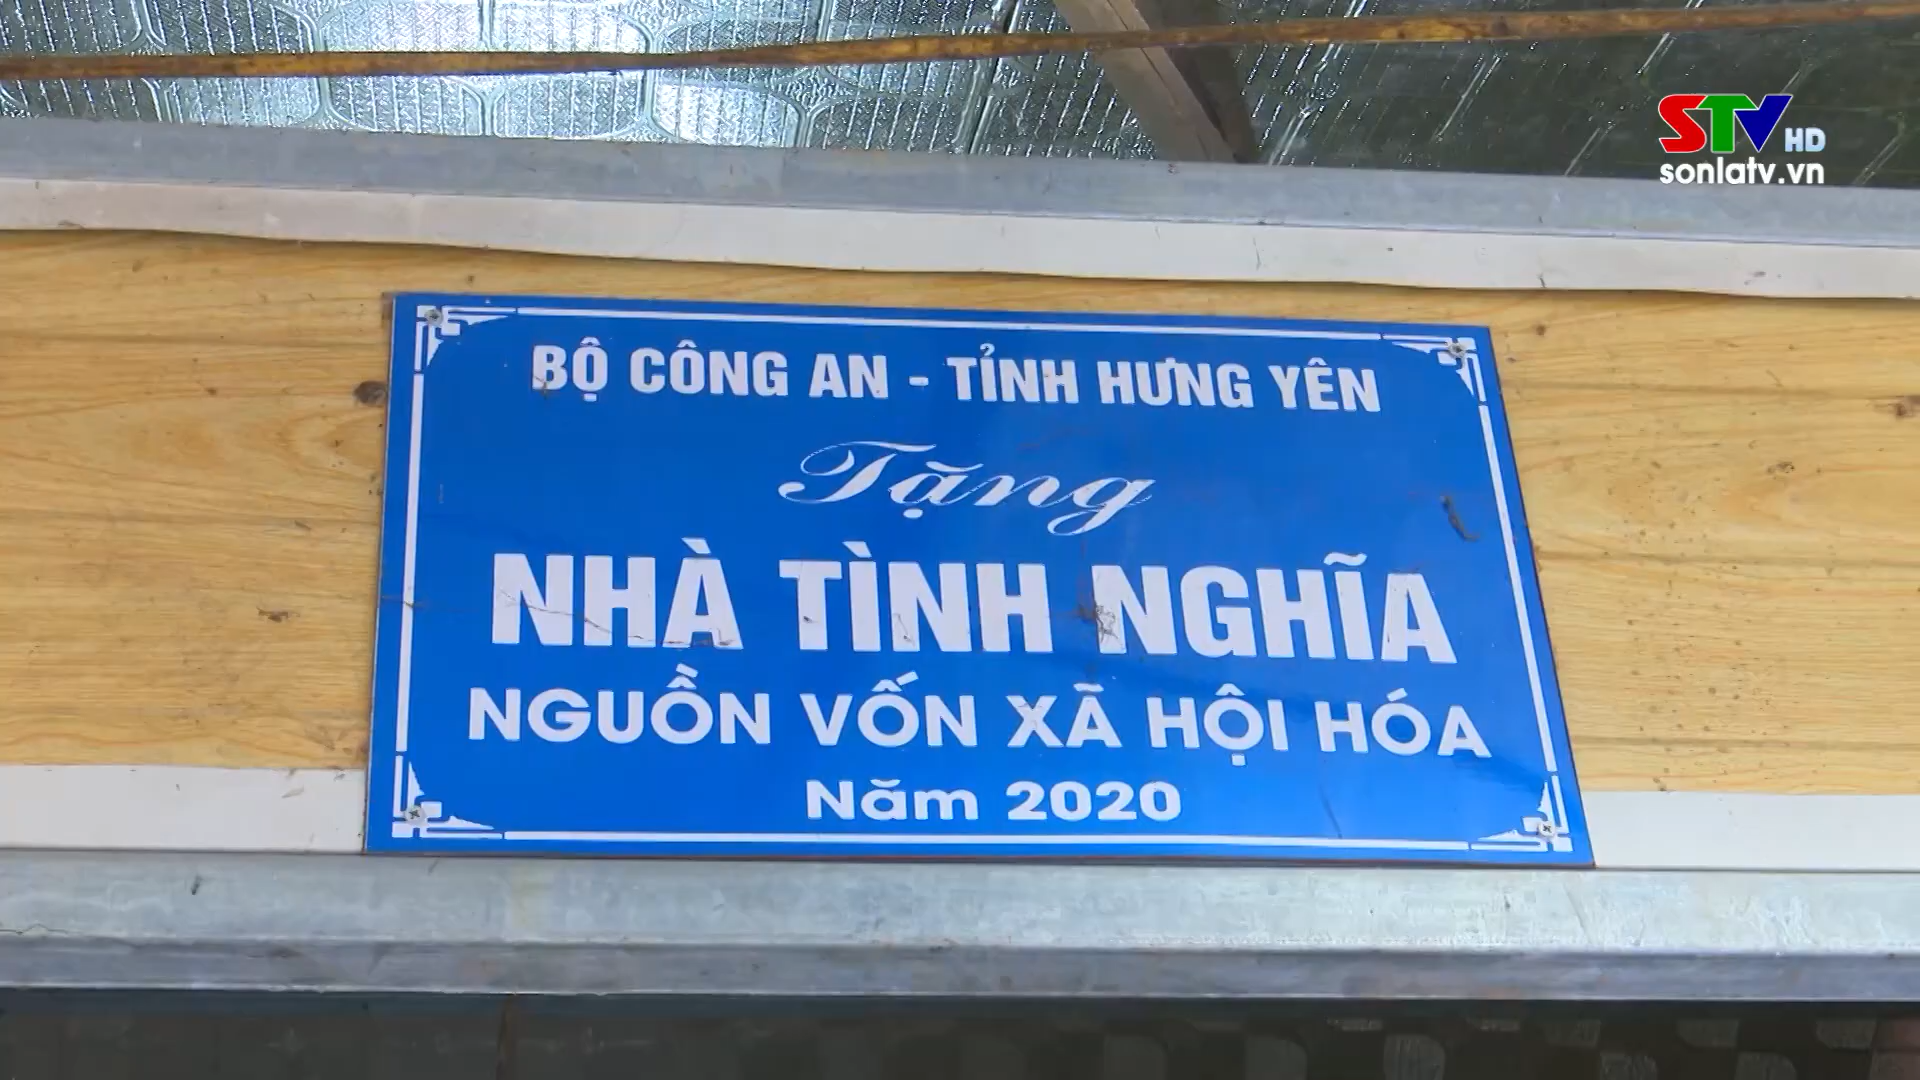 STV HD
sonlatv.vn
BỘ CÔNG AN - TỈNH HƯNG YÊN
Tặng
NHÀ TÌNH NGHĨA
NGUỒN VỐN XÃ HỘI HÓA
Năm 2020